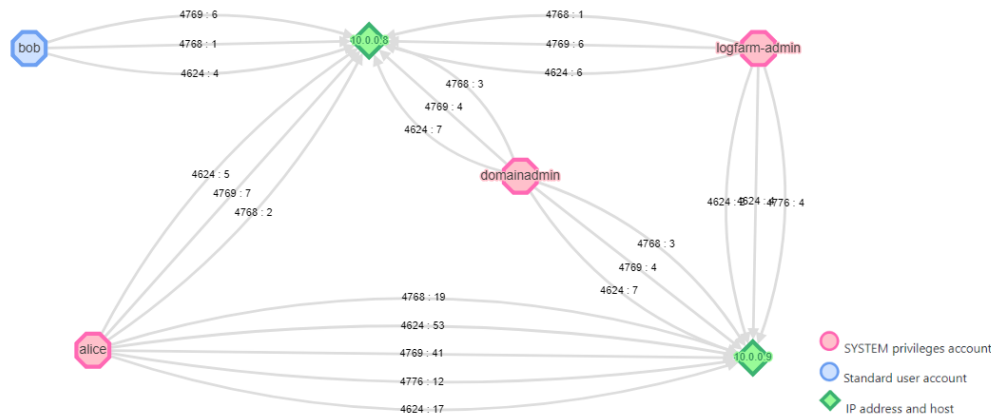 4769 : 6
4768 : 1
4624 : 4
bob
10.0.0.8
4768 : 1
4769 : 6
4624 : 6
logfarm-admin
4768 : 3
4769 : 4
4624 : 7
domainadmin
4624 : 5
4769 : 7
4768 : 2
4624 :
4624 : 4
4776 : 4
4768 : 3
4769 : 4
4624 : 7
4768 : 19
4624 : 53
4769 : 41
4776 : 12
4624 : 17
alice
10.0.0.9
SYSTEM privileges account
Standard user account
IP address and host